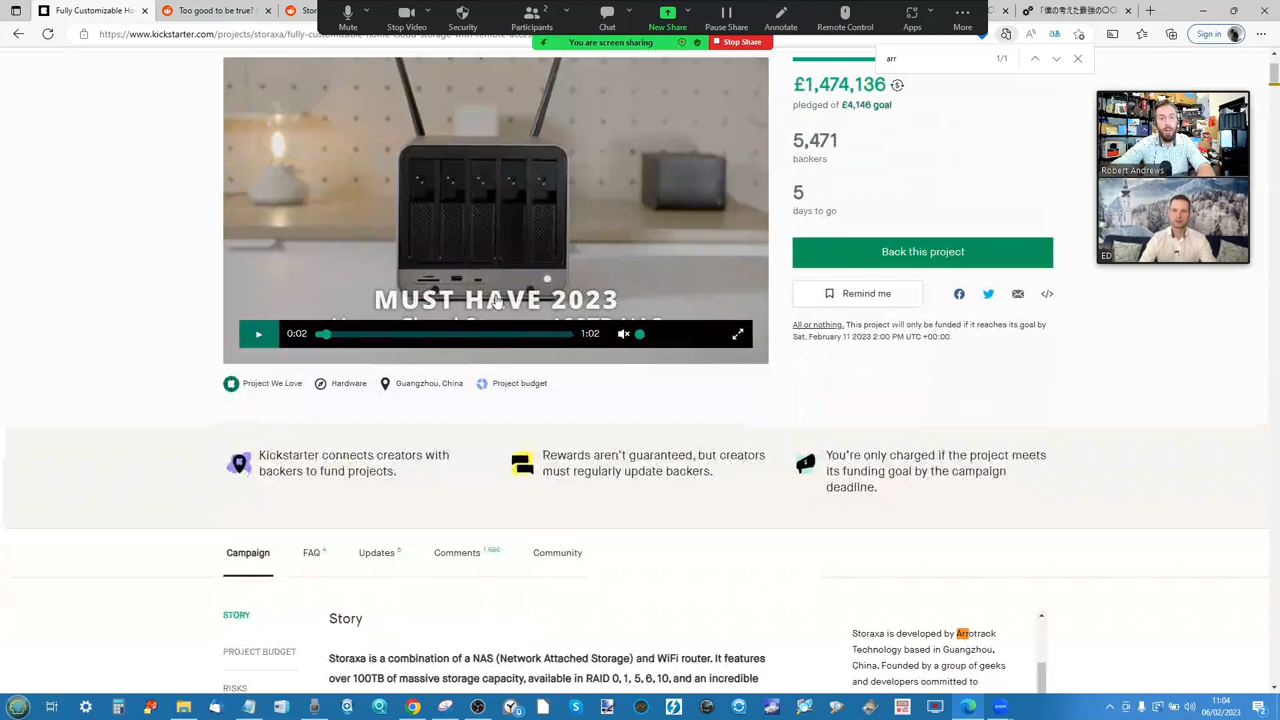 Fully Customizable H
Too good to be true?
Stor
Mute
Stop Video
Security
Participants
2
Chat
New Share
Pause Share
Annotate
Remote Control
Apps
More
https://www.kickstarter.com/projects/storaxa/fully-custom
You are screen sharing
Stop Share
Sign in
arr
1/1
£1,474,136
pledged of £4,146 goal
5,471
backers
5
days to go
Back this project
Remind me
All or nothing. This project will only be funded if it reaches its goal by
Sat, February 11 2023 2:00 PM UTC +00:00.
Robert Andrews
ED
MUST HAVE 2023
0:02
1:02
Project We Love
Hardware
Guangzhou, China
Project budget
Kickstarter connects creators with
backers to fund projects.
Rewards aren't guaranteed, but creators
must regularly update backers.
You're only charged if the project meets
its funding goal by the campaign
deadline.
Campaign
FAQ 4
Updates
Comments 1,686
Community
STORY
PROJECT BUDGET
RISKS
Story
Storaxa is a combination of a NAS (Network Attached Storage) and WiFi router. It features
over 100TB of massive storage capacity, available in RAID 0, 1, 5, 6, 10, and an incredible
Storaxa is developed by Arrotrack
Technology based in Guangzhou,
China. Founded by a group of geeks
and developers committed to
11:04
06/02/2023